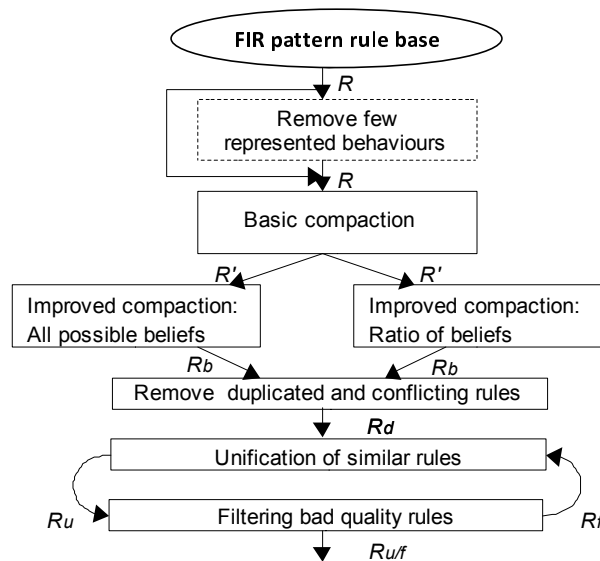 FIR pattern rule base
R
Remove few
represented behaviours
R
Basic compaction
R' R'
Improved compaction:
All possible beliefs
Improved compaction:
Ratio of beliefs
Rb Rb
Remove duplicated and conflicting rules
Rd
Unification of similar rules
Ru
Filtering bad quality rules
Rf
Ru/f